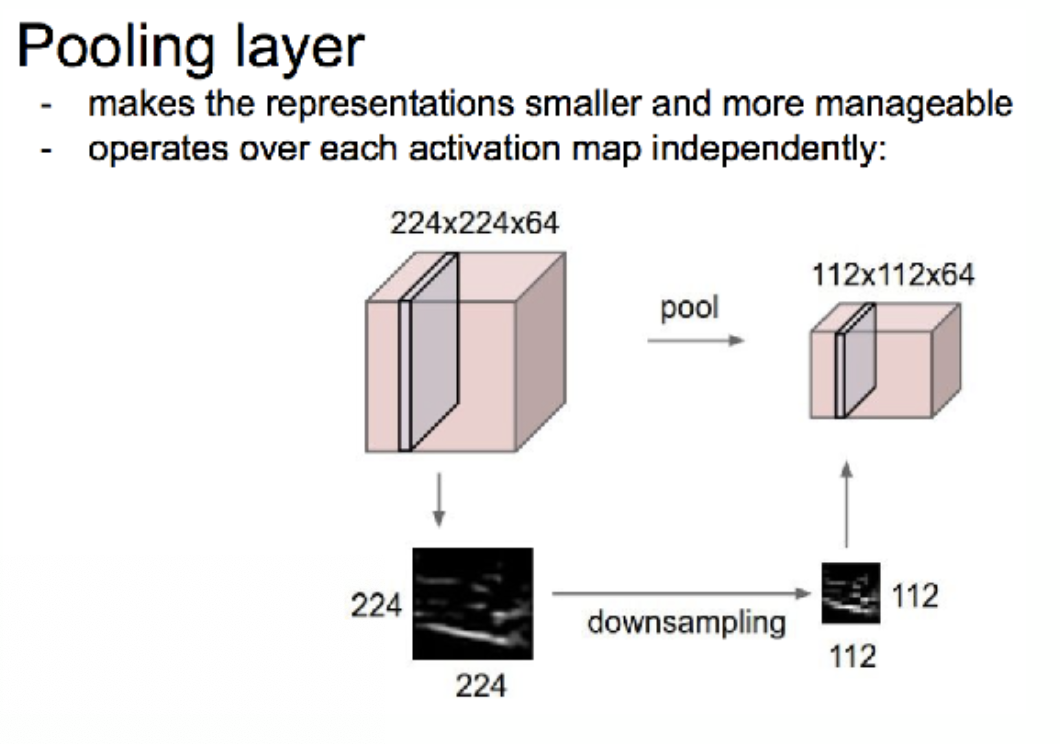 Pooling layer
- makes the representations smaller and more manageable
- operates over each activation map independently:
224x224x64
112x112x64
pool
224
downsampling
112
224
112